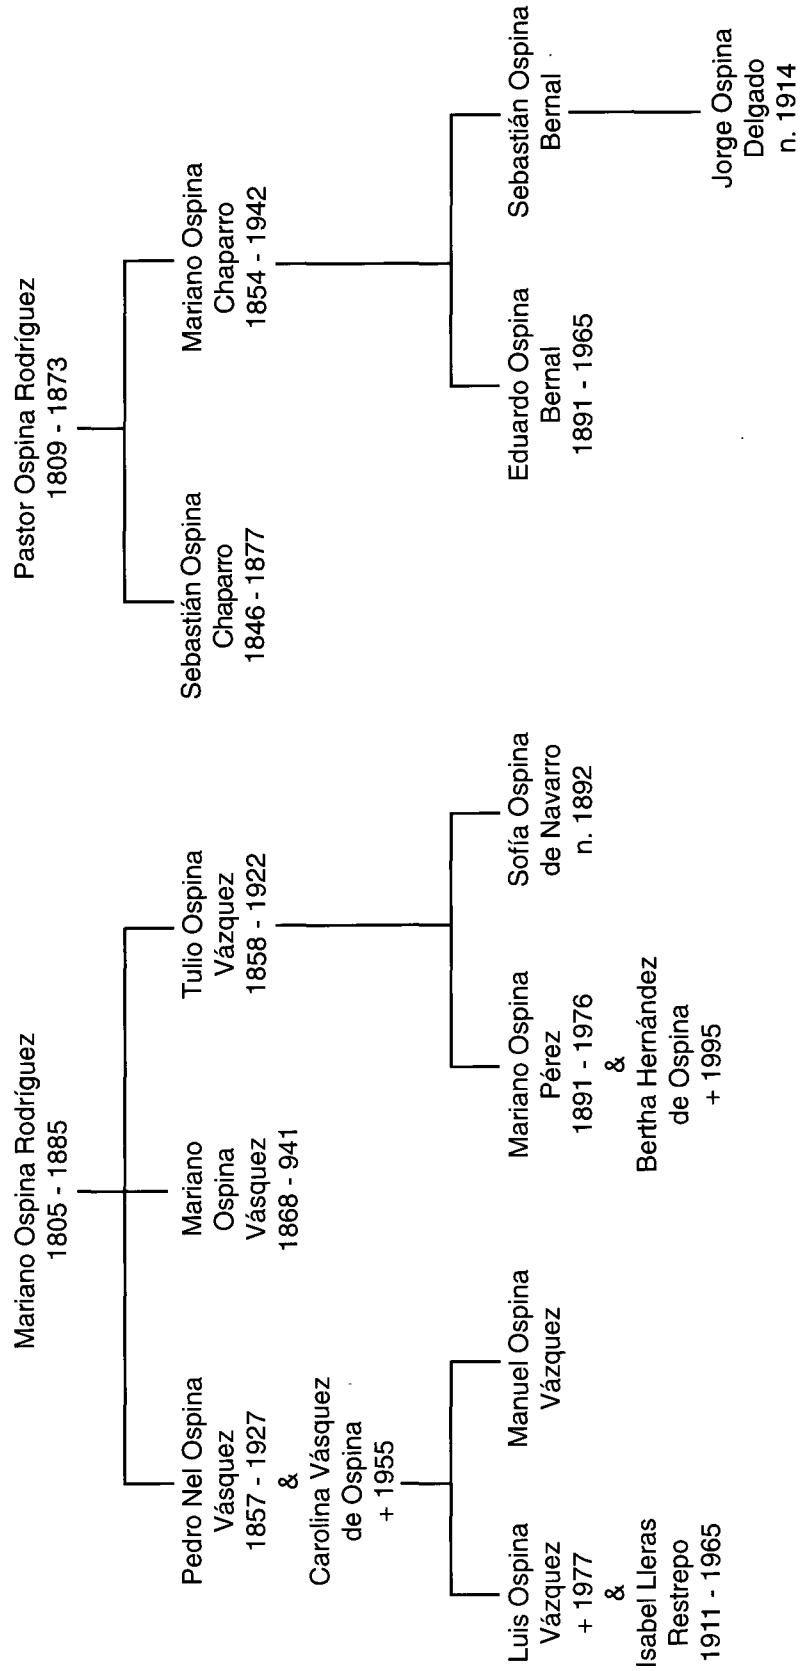 Mariano Ospina Rodríguez
1805 - 1885
Pedro Nel Ospina
Vásquez
1857 - 1927
&
Carolina Vásquez
de Ospina
+ 1955
Mariano
Ospina
Vásquez
1868 - 941
Tulio Ospina
Vázquez
1858 - 1922
Luis Ospina
Vázquez
+ 1977
&
Isabel Lleras
Restrepo
1911 - 1965
Manuel Ospina
Vázquez
Mariano Ospina
Pérez
1891 - 1976
&
Bertha Hernández
de Ospina
+ 1995
Sofía Ospina
de Navarro
n. 1892
Pastor Ospina Rodríguez
1809 - 1873
Sebastián Ospina
Chaparro
1846 - 1877
Mariano Ospina
Chaparro
1854 - 1942
Eduardo Ospina
Bernal
1891 - 1965
Sebastián Ospina
Bernal
Jorge Ospina
Delgado
n. 1914